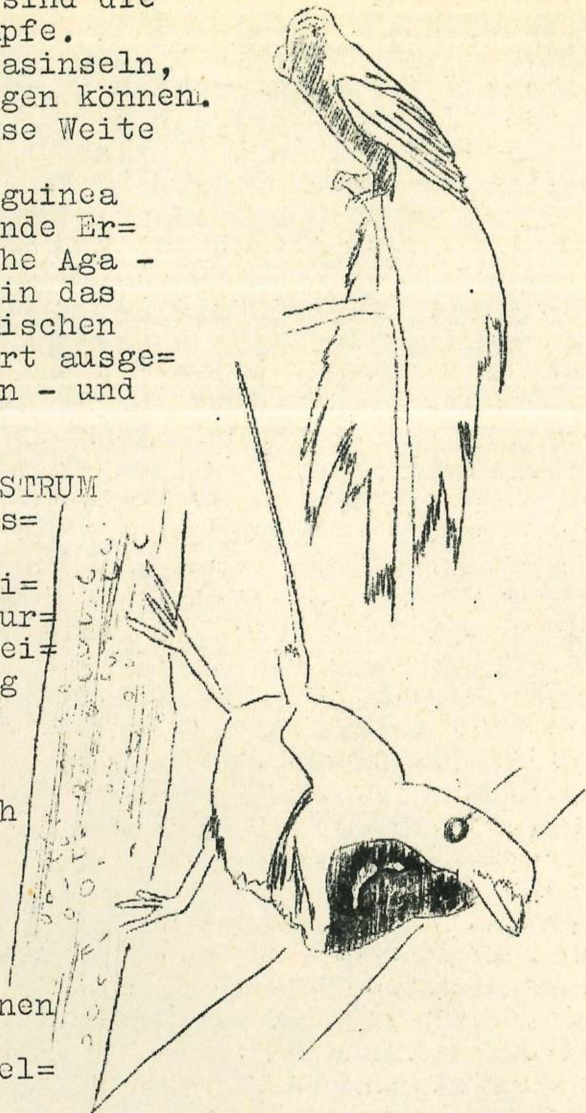 sind die
pfe.
asinseln,
gen können.
se Weite
guinea
nde Er=
he Aga -
in das
ischen
rt ausge=
n - und
STRUM
s=
i=
ur=
ei=
g
h
nen
el=